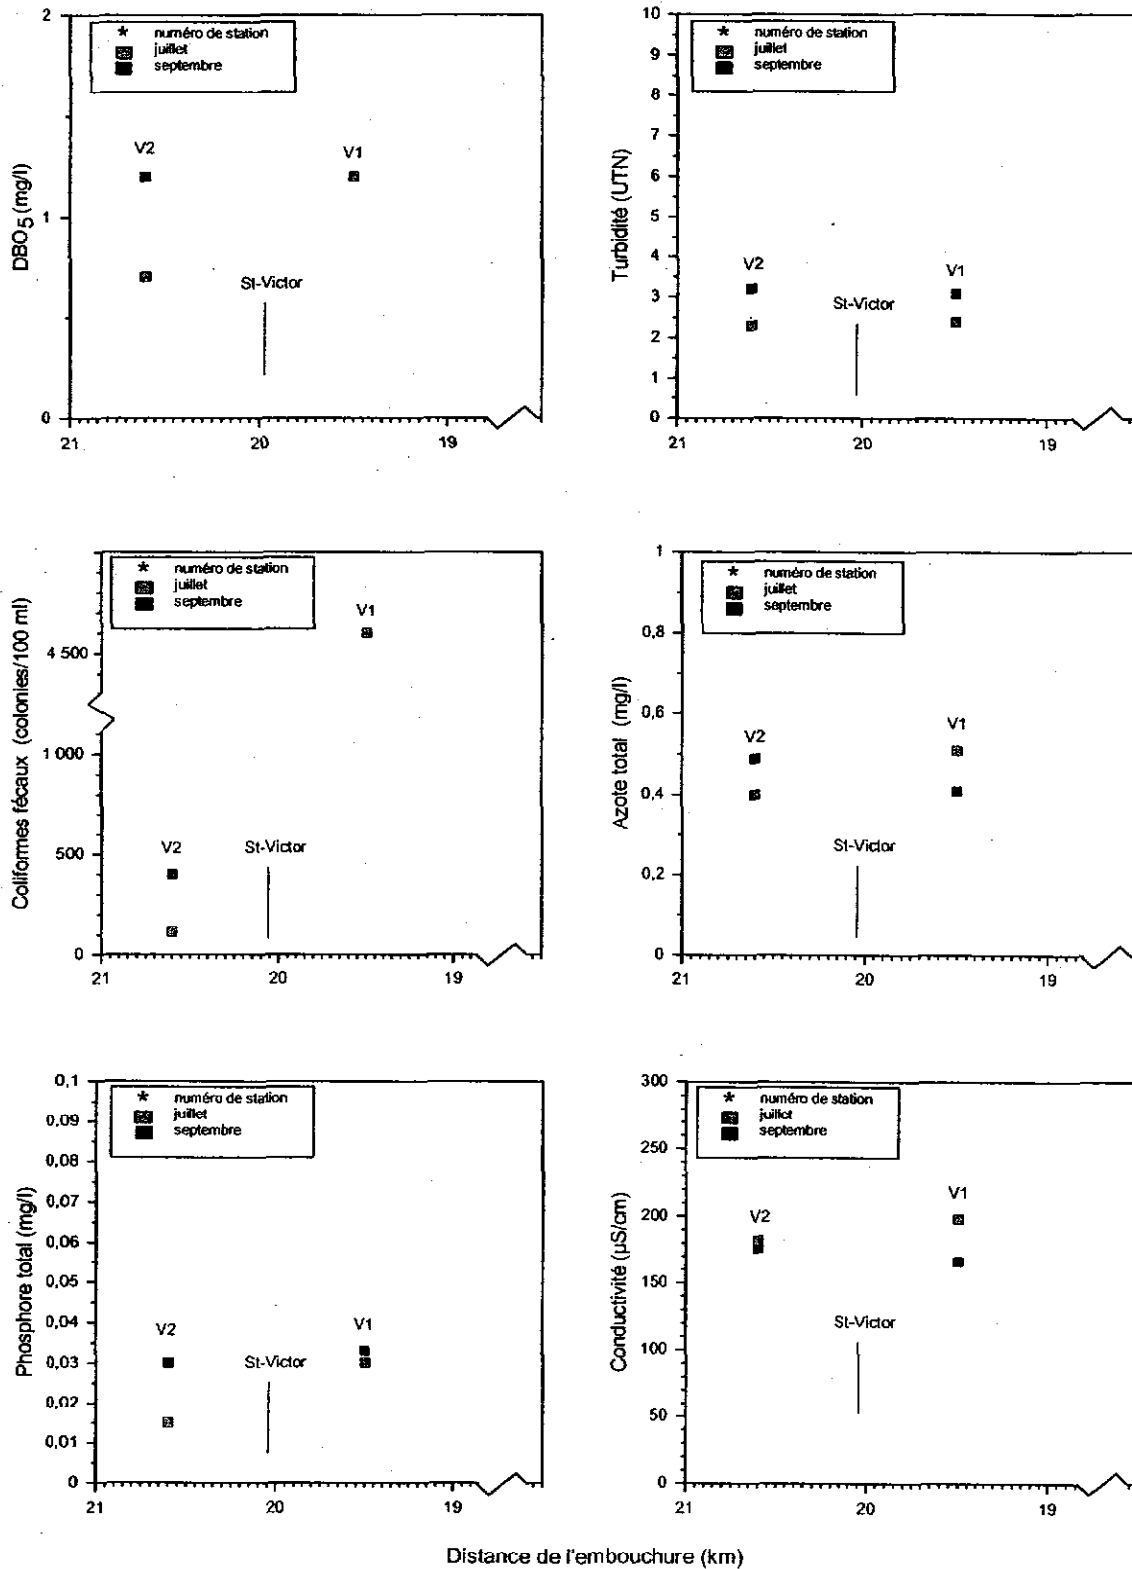 2
* numéro de station
juillet
septembre
V2
V1
1
DBO5 (mg/l)
St-Victor
0
21
20
19
10
* numéro de station
juillet
septembre
9
8
7
6
5
4
3
2
1
0
Turbidité (UTN)
V2
V1
St-Victor
21
20
19
* numéro de station
juillet
septembre
V1
4 500
1 000
500
0
Coliformes fécaux (colonies/100 ml)
V2
St-Victor
21
20
19
1
* numéro de station
juillet
septembre
0,8
0,6
0,4
0,2
0
Azote total (mg/l)
V2
V1
St-Victor
21
20
19
0,1
* numéro de station
juillet
septembre
0,09
0,08
0,07
0,06
0,05
0,04
0,03
0,02
0,01
0
Phosphore total (mg/l)
V2
V1
St-Victor
21
20
19
300
* numéro de station
juillet
septembre
250
200
150
100
50
0
Conductivité (µS/cm)
V2
V1
St-Victor
21
20
19
Distance de l'embouchure (km)